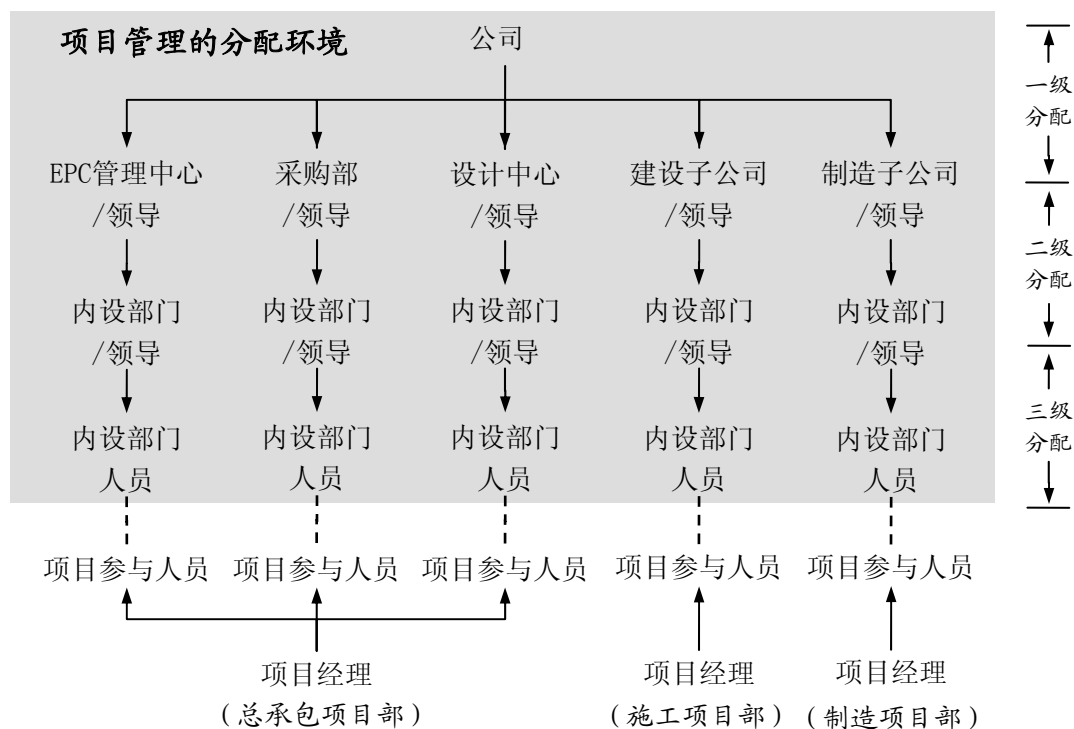 项目管理的分配环境
公司
一级
分配
EPC管理中心 采购部 设计中心 建设子公司 制造子公司
/领导 /领导 /领导 /领导 /领导
二级
分配
内设部门 内设部门 内设部门 内设部门 内设部门
/领导 /领导 /领导 /领导 /领导
三级
分配
内设部门 内设部门 内设部门 内设部门 内设部门
人员 人员 人员 人员 人员
项目参与人员 项目参与人员 项目参与人员 项目参与人员 项目参与人员
项目经理 项目经理 项目经理
(总承包项目部) (施工项目部) (制造项目部)